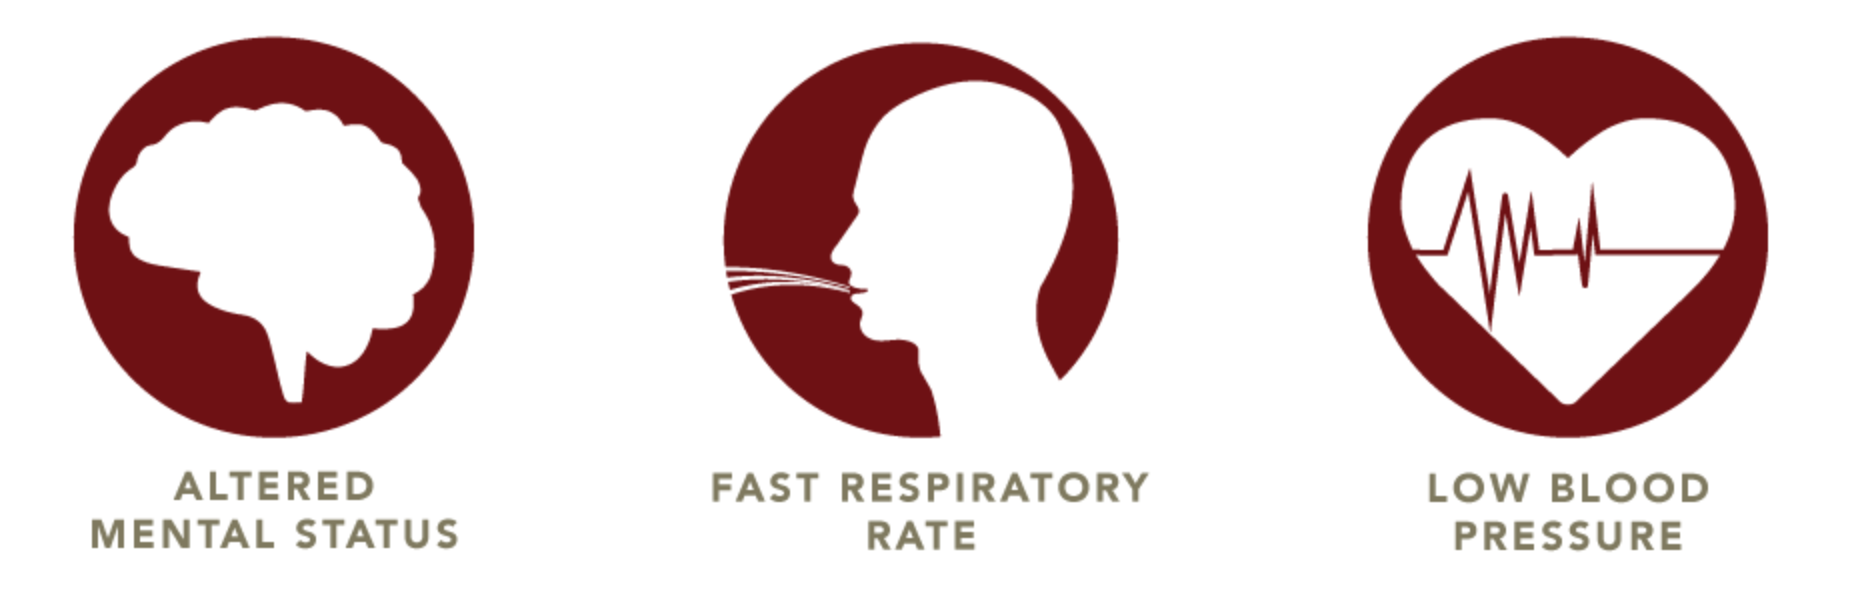 ALTERED
MENTAL STATUS
FAST RESPIRATORY
RATE
LOW BLOOD
PRESSURE